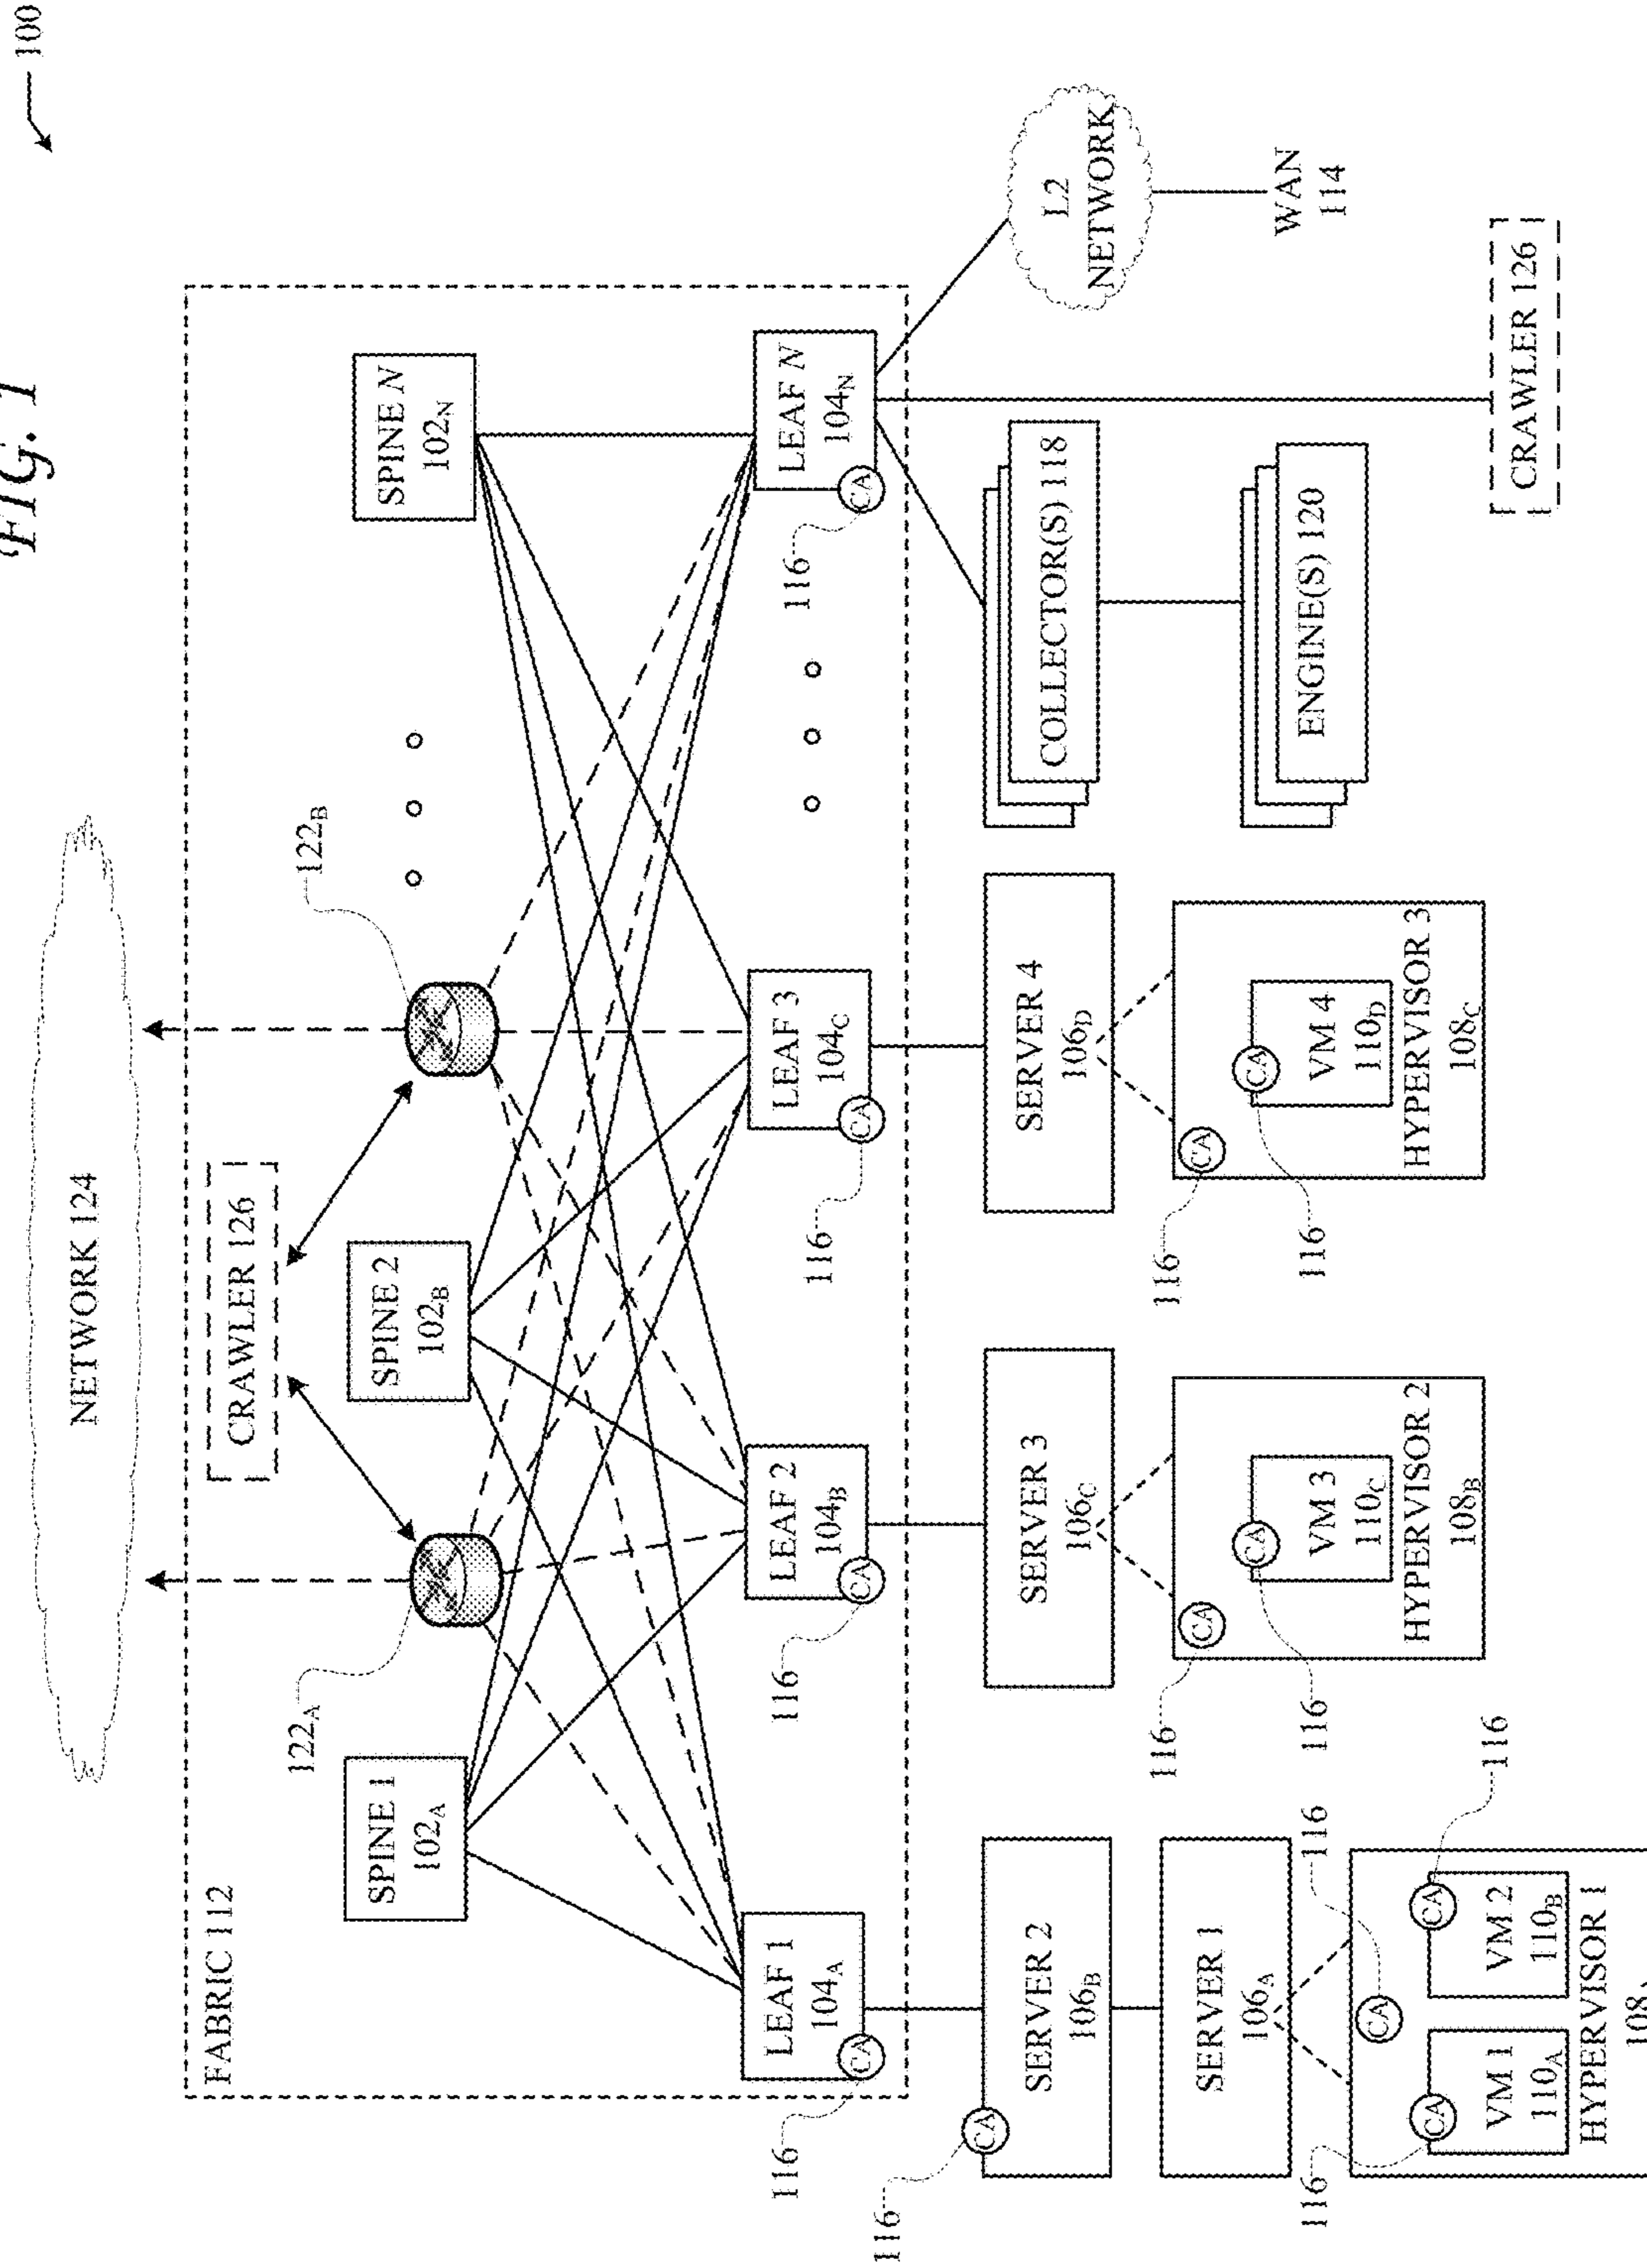 FIG. 1
100
NETWORK 124
FABRIC 112
CRAWLER 126
122A
122B
SPINE 1
102A
SPINE 2
102B
SPINE N
102N
LEAF 1
104A
CA
116
LEAF 2
104B
CA
116
LEAF 3
104C
CA
116
LEAF N
104N
CA
116
116
CA
SERVER 2
106B
SERVER 1
106A
116
CA
116
CA
116
CA
VM 1
110A
VM 2
110B
HYPERVISOR 1
SERVER 3
106C
116
CA
116
CA
VM 3
110C
HYPERVISOR 2
108B
SERVER 4
106D
116
CA
116
CA
VM 4
110D
HYPERVISOR 3
108C
COLLECTOR(S) 118
ENGINE(S) 120
L2
NETWORK
WAN
114
CRAWLER 126